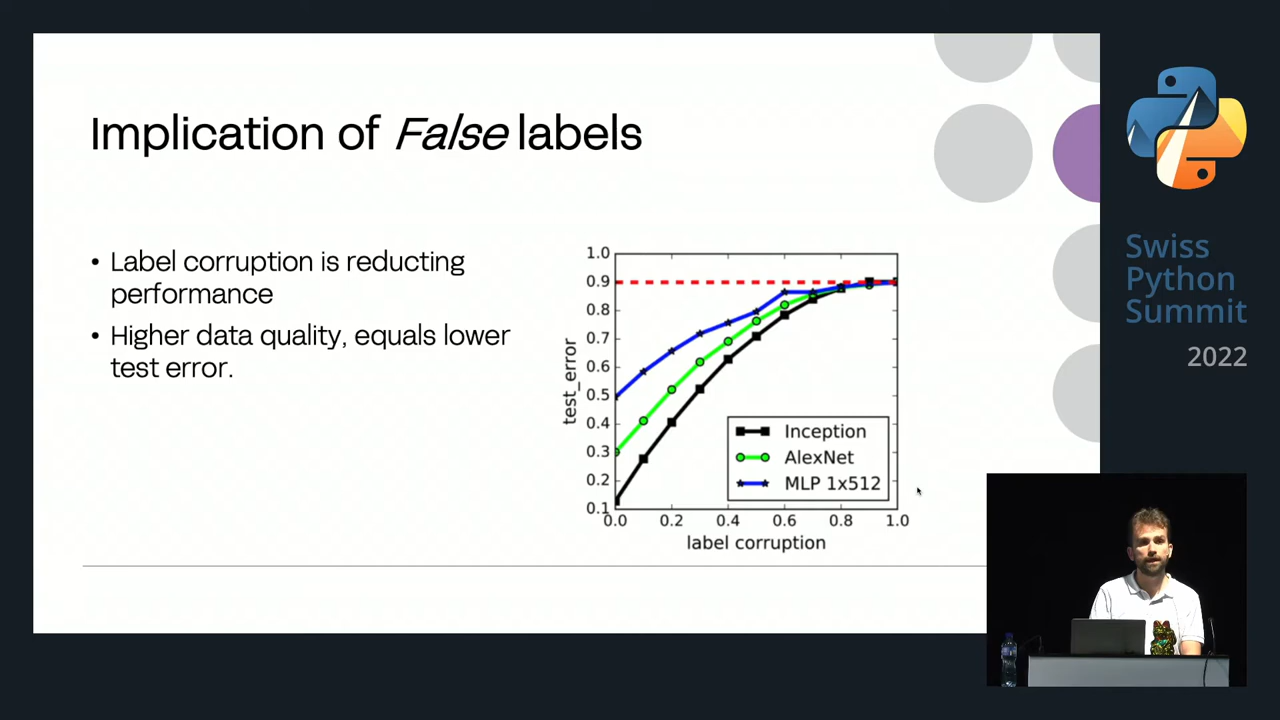 Implication of False labels
• Label corruption is reducting
performance
• Higher data quality, equals lower
test error.
1.0
0.9
0.8
0.7
0.6
0.5
0.4
0.3
0.2
0.1
test_error
0.0 0.2 0.4 0.6 0.8 1.0
label corruption
Inception
AlexNet
MLP 1x512
Swiss
Python
Summit
2022